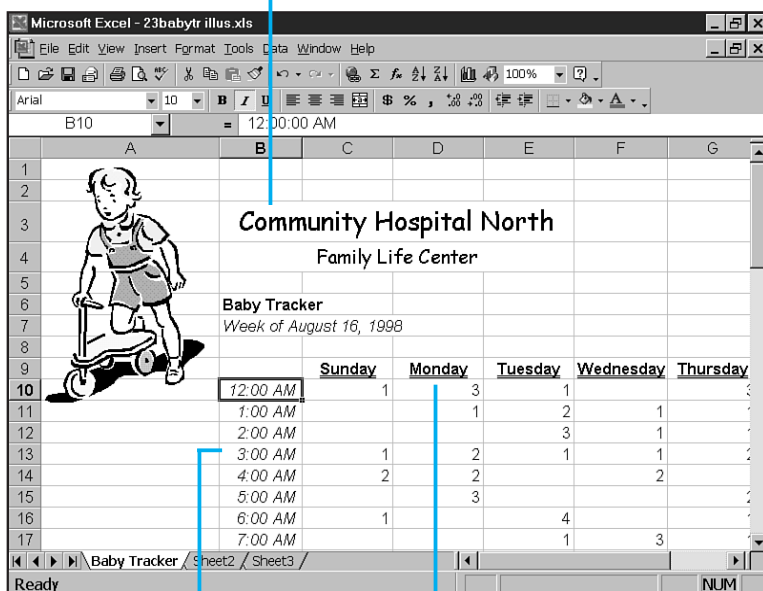 Microsoft Excel - 23babytr illus.xls
File Edit View Insert Format Tools Data Window Help
100%
Arial 10 B I U $ % ,
B10 = 12:00:00 AM
A B C D E F G
1
2
3 Community Hospital North
4 Family Life Center
5
6 Baby Tracker
7 Week of August 16, 1998
8
9 Sunday Monday Tuesday Wednesday Thursday
10 12:00 AM 1 3 1
11 1:00 AM 1 2 1
12 2:00 AM 3 1
13 3:00 AM 1 2 1 1
14 4:00 AM 2 2 2
15 5:00 AM 3
16 6:00 AM 1 4
17 7:00 AM 1 3
Baby Tracker Sheet2 Sheet3
Ready NUM